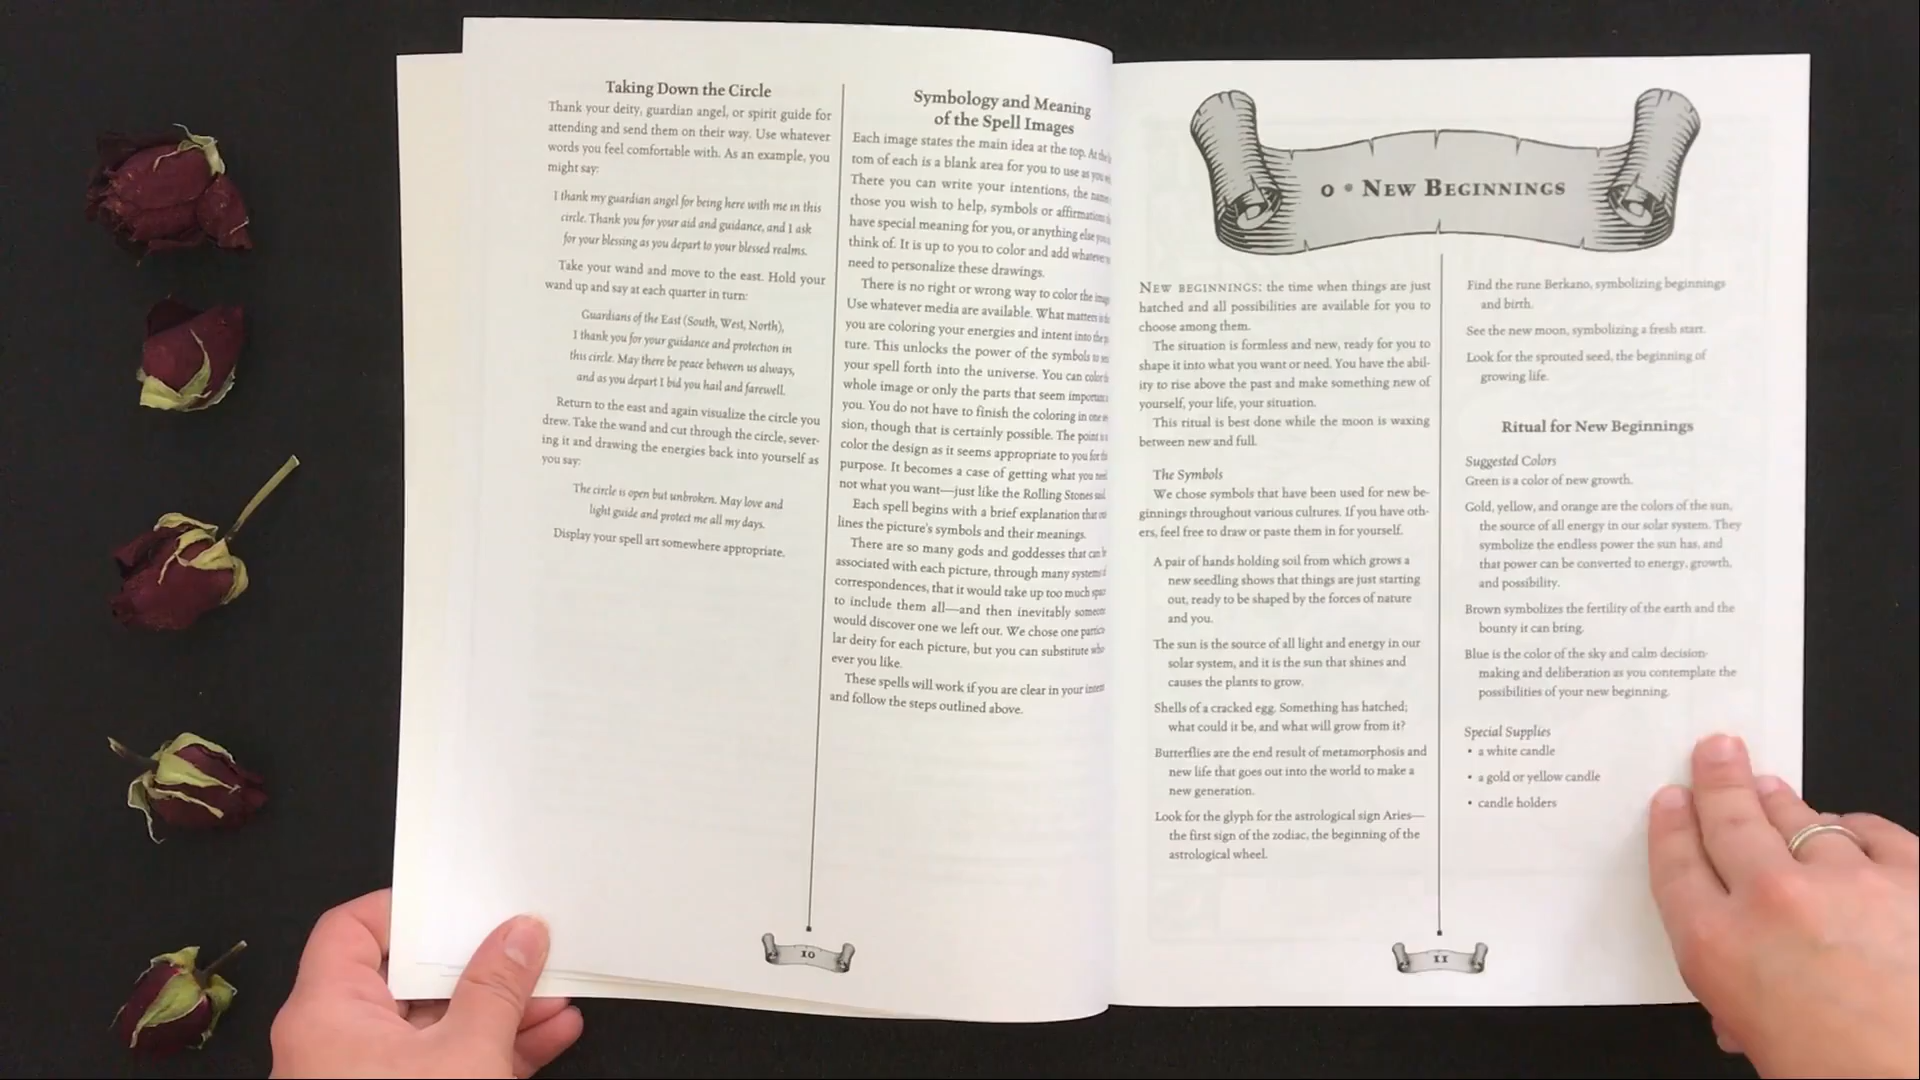 Taking Down the Circle
Thank your deity, guardian angel, or spirit guide for
attending and send them on their way. Use whatever
words you feel comfortable with. As an example, you
might say:
I thank my guardian angel for being here with me in this
circle. Thank you for your aid and guidance, and I ask
for your blessing as you depart to your blessed realms.
Take your wand and move to the east. Hold your
wand up and say at each quarter in turn:
Guardians of the East (South, West, North),
I thank you for your guidance and protection in
this circle. May there be peace between us always,
and as you depart I bid you hail and farewell.
Return to the east and again visualize the circle you
drew. Take the wand and cut through the circle, sever-
ing it and drawing the energies back into yourself as
you say:
The circle is open but unbroken. May love and
light guide and protect me all my days.
Display your spell art somewhere appropriate.
10
Symbology and Meaning
of the Spell Images
Each image states the main idea at the top. At
tom of each is a blank area for you to use as
There you can write your intentions, the
those you wish to help, symbols or affirmations
have special meaning for you, or anything else
think of. It is up to you to color and add
need to personalize these drawings.
There is no right or wrong way to color the
Use whatever media are available. What matters is
you are coloring your energies and intent into the
ture. This unlocks the power of the symbols to
your spell forth into the universe. You can color
whole image or only the parts that seem important
you. You do not have to finish the coloring in one
sion, though that is certainly possible. The point is
color the design as it seems appropriate to you for
purpose. It becomes a case of getting what you need
not what you want—just like the Rolling Stones said.
Each spell begins with a brief explanation that
lines the picture's symbols and their meanings.
There are so many gods and goddesses that can
associated with each picture, through many systems
correspondences, that it would take up too much space
to include them all—and then inevitably someone
would discover one we left out. We chose one particu-
lar deity for each picture, but you can substitute who-
ever you like.
These spells will work if you are clear in your intent
and follow the steps outlined above.
0 • NEW BEGINNINGS
NEW BEGINNINGS: the time when things are just
hatched and all possibilities are available for you to
choose among them.
The situation is formless and new, ready for you to
shape it into what you want or need. You have the abil-
ity to rise above the past and make something new of
yourself, your life, your situation.
This ritual is best done while the moon is waxing
between new and full.
The Symbols
We chose symbols that have been used for new be-
ginnings throughout various cultures. If you have oth-
ers, feel free to draw or paste them in for yourself.
A pair of hands holding soil from which grows a
new seedling shows that things are just starting
out, ready to be shaped by the forces of nature
and you.
The sun is the source of all light and energy in our
solar system, and it is the sun that shines and
causes the plants to grow.
Shells of a cracked egg. Something has hatched;
what could it be, and what will grow from it?
Butterflies are the end result of metamorphosis and
new life that goes out into the world to make a
new generation.
Look for the glyph for the astrological sign Aries—
the first sign of the zodiac, the beginning of the
astrological wheel.
Find the rune Berkano, symbolizing beginnings
and birth.
See the new moon, symbolizing a fresh start.
Look for the sprouted seed, the beginning of
growing life.
Ritual for New Beginnings
Suggested Colors
Green is a color of new growth.
Gold, yellow, and orange are the colors of the sun,
the source of all energy in our solar system. They
symbolize the endless power the sun has, and
that power can be converted to energy, growth,
and possibility.
Brown symbolizes the fertility of the earth and the
bounty it can bring.
Blue is the color of the sky and calm decision-
making and deliberation as you contemplate the
possibilities of your new beginning.
Special Supplies
• a white candle
• a gold or yellow candle
• candle holders
11